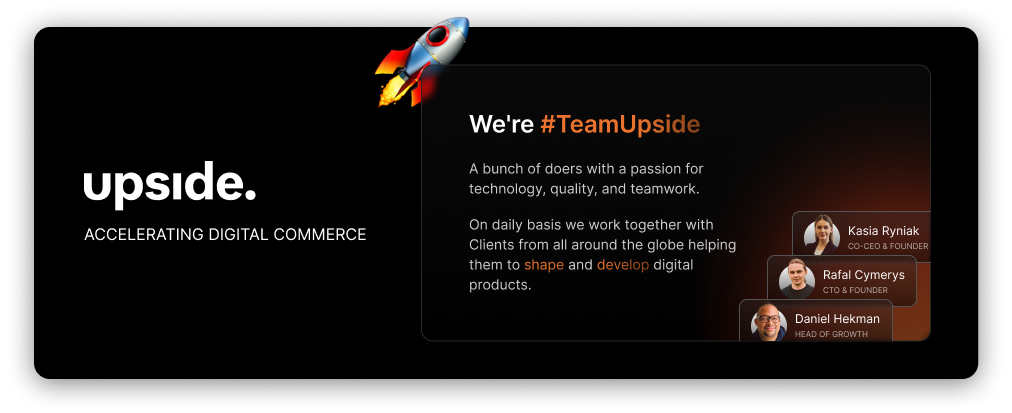 upside.
ACCELERATING DIGITAL COMMERCE
We're #TeamUpside
A bunch of doers with a passion for
technology, quality, and teamwork.
On daily basis we work together with
Clients from all around the globe helping
them to shape and develop digital
products.
Kasia Ryniak
CO-CEO & FOUNDER
Rafal Cymerys
CTO & FOUNDER
Daniel Hekman
HEAD OF GROWTH